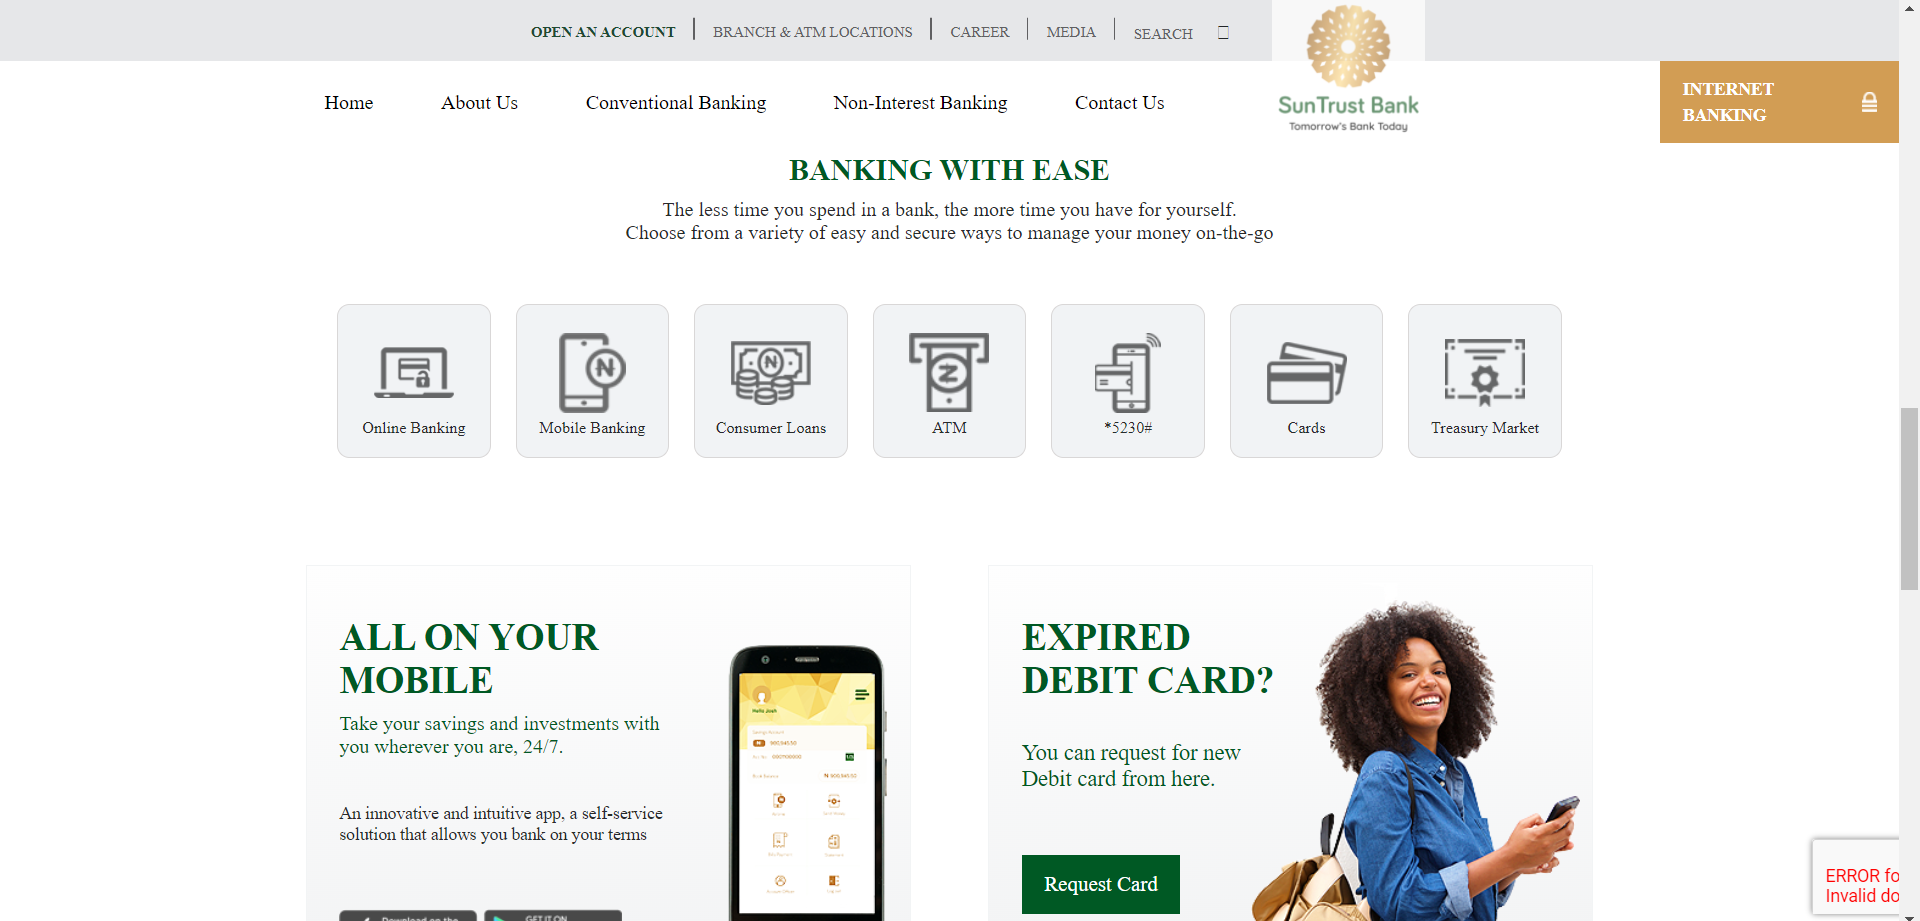 OPEN AN ACCOUNT
BRANCH & ATM LOCATIONS
CAREER
MEDIA
SEARCH
Home
About Us
Conventional Banking
Non-Interest Banking
Contact Us
SunTrust Bank
Tomorrow's Bank Today
INTERNET
BANKING
BANKING WITH EASE
The less time you spend in a bank, the more time you have for yourself.
Choose from a variety of easy and secure ways to manage your money on-the-go
Online Banking
Mobile Banking
Consumer Loans
ATM
*5230#
Cards
Treasury Market
ALL ON YOUR
MOBILE
Take your savings and investments with
you wherever you are, 24/7.
An innovative and intuitive app, a self-service
solution that allows you bank on your terms
Download on the
GET IT ON
Hello Josh
EXPIRED
DEBIT CARD?
You can request for new
Debit card from here.
Request Card
ERROR fo
Invalid do